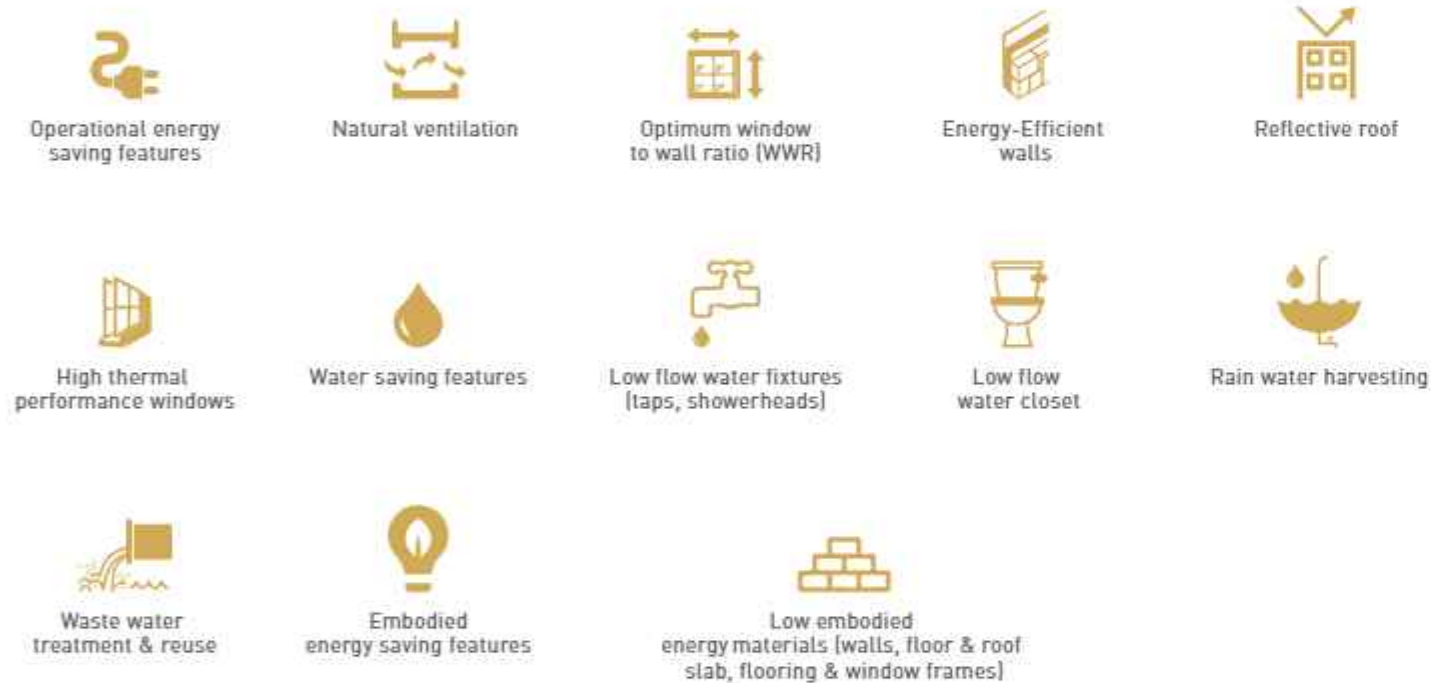 Operational energy
saving features
Natural ventilation
Optimum window
to wall ratio (WWR)
Energy-Efficient
walls
Reflective roof
High thermal
performance windows
Water saving features
Low flow water fixtures
(taps, showerheads)
Low flow
water closet
Rain water harvesting
Waste water
treatment & reuse
Embodied
energy saving features
Low embodied
energy materials (walls, floor & roof
slab, flooring & window frames)